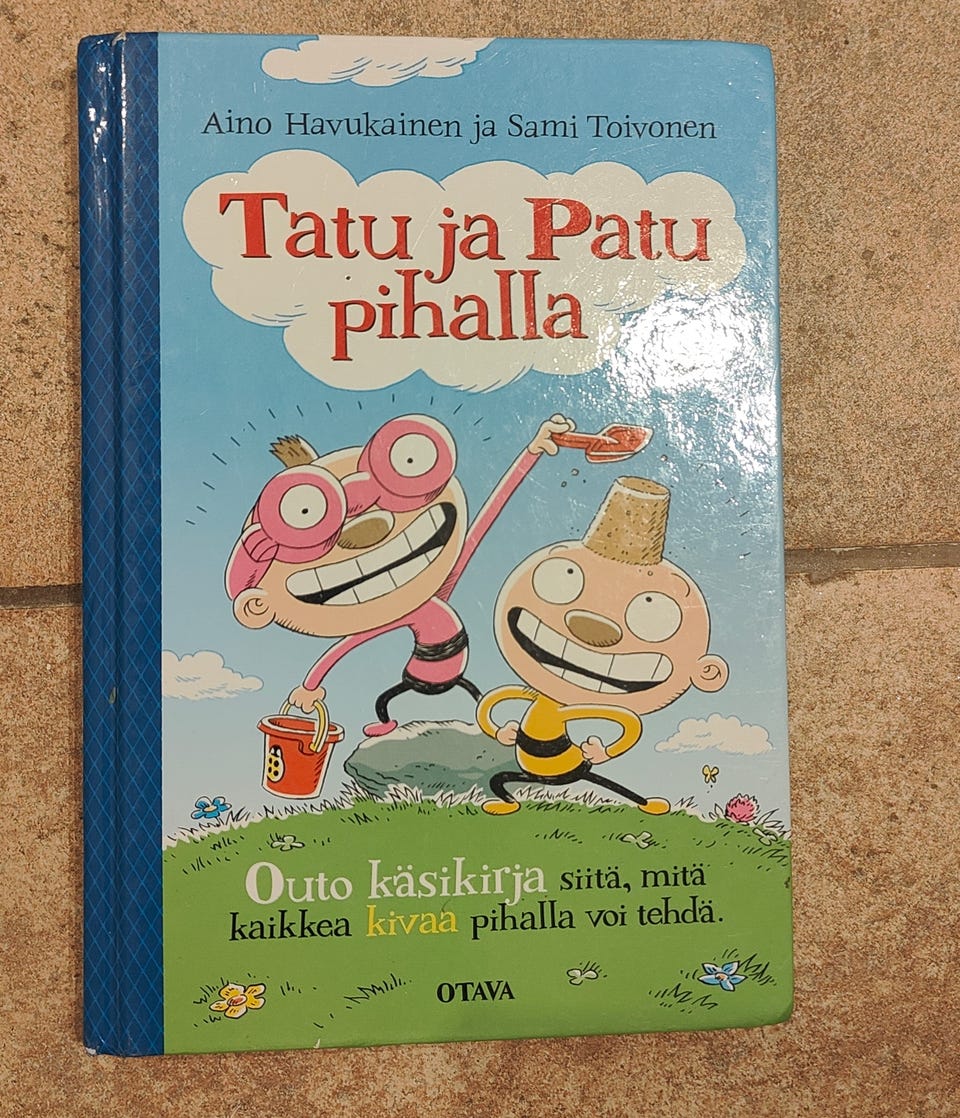 Aino Havukainen ja Sami Toivonen
Tatu ja Patu
pihalla
Outo käsikirja siitä, mitä
kaikkea kivaa pihalla voi tehdä.
OTAVA